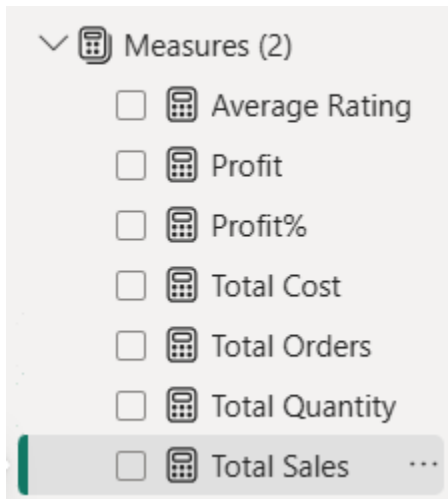 Measures (2)
Average Rating
Profit
Profit%
Total Cost
Total Orders
Total Quantity
Total Sales